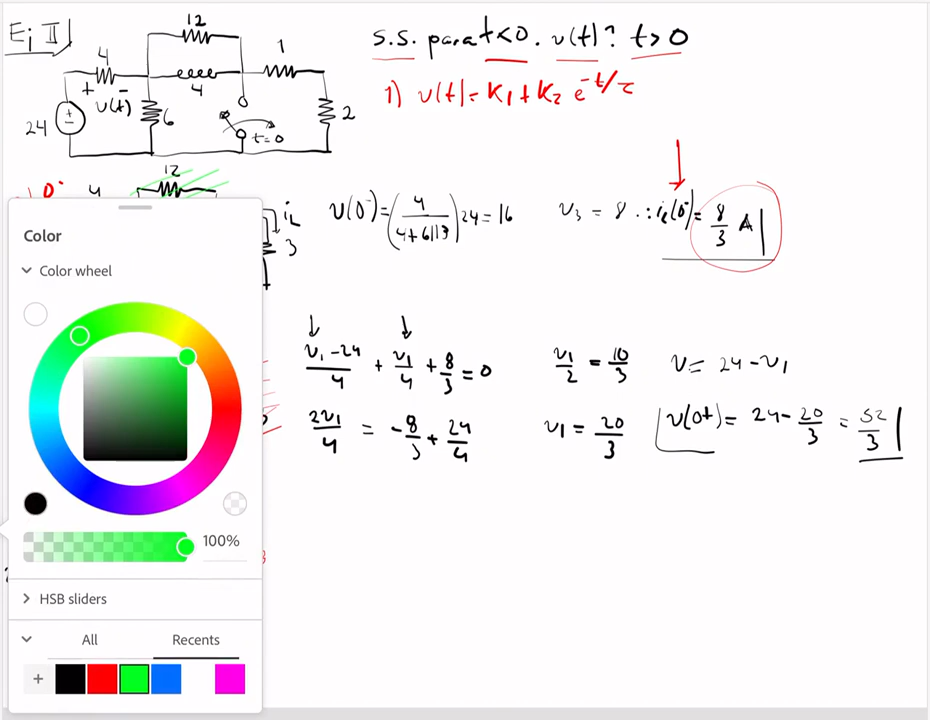 Ej II
s.s. para t<0. v(t)? t>0
12
4
4
1
+ v(t) -
24
6
2
t=0
1) v(t)=K1+K2 e^-t/τ
12
0-
4
iL
3
v(0-)=(4/(4+6||3))24=16
v3 = 8 ∴ iL(0-)= 8/3 A
(v1-24)/4 + v1/4 + 8/3 = 0
v1/2 = 10/3
v= 24-v1
2v1/4 = -8/3 + 24/4
v1 = 20/3
v(0+)= 24- 20/3 = 52/3
Color
Color wheel
100%
HSB sliders
All
Recents
+